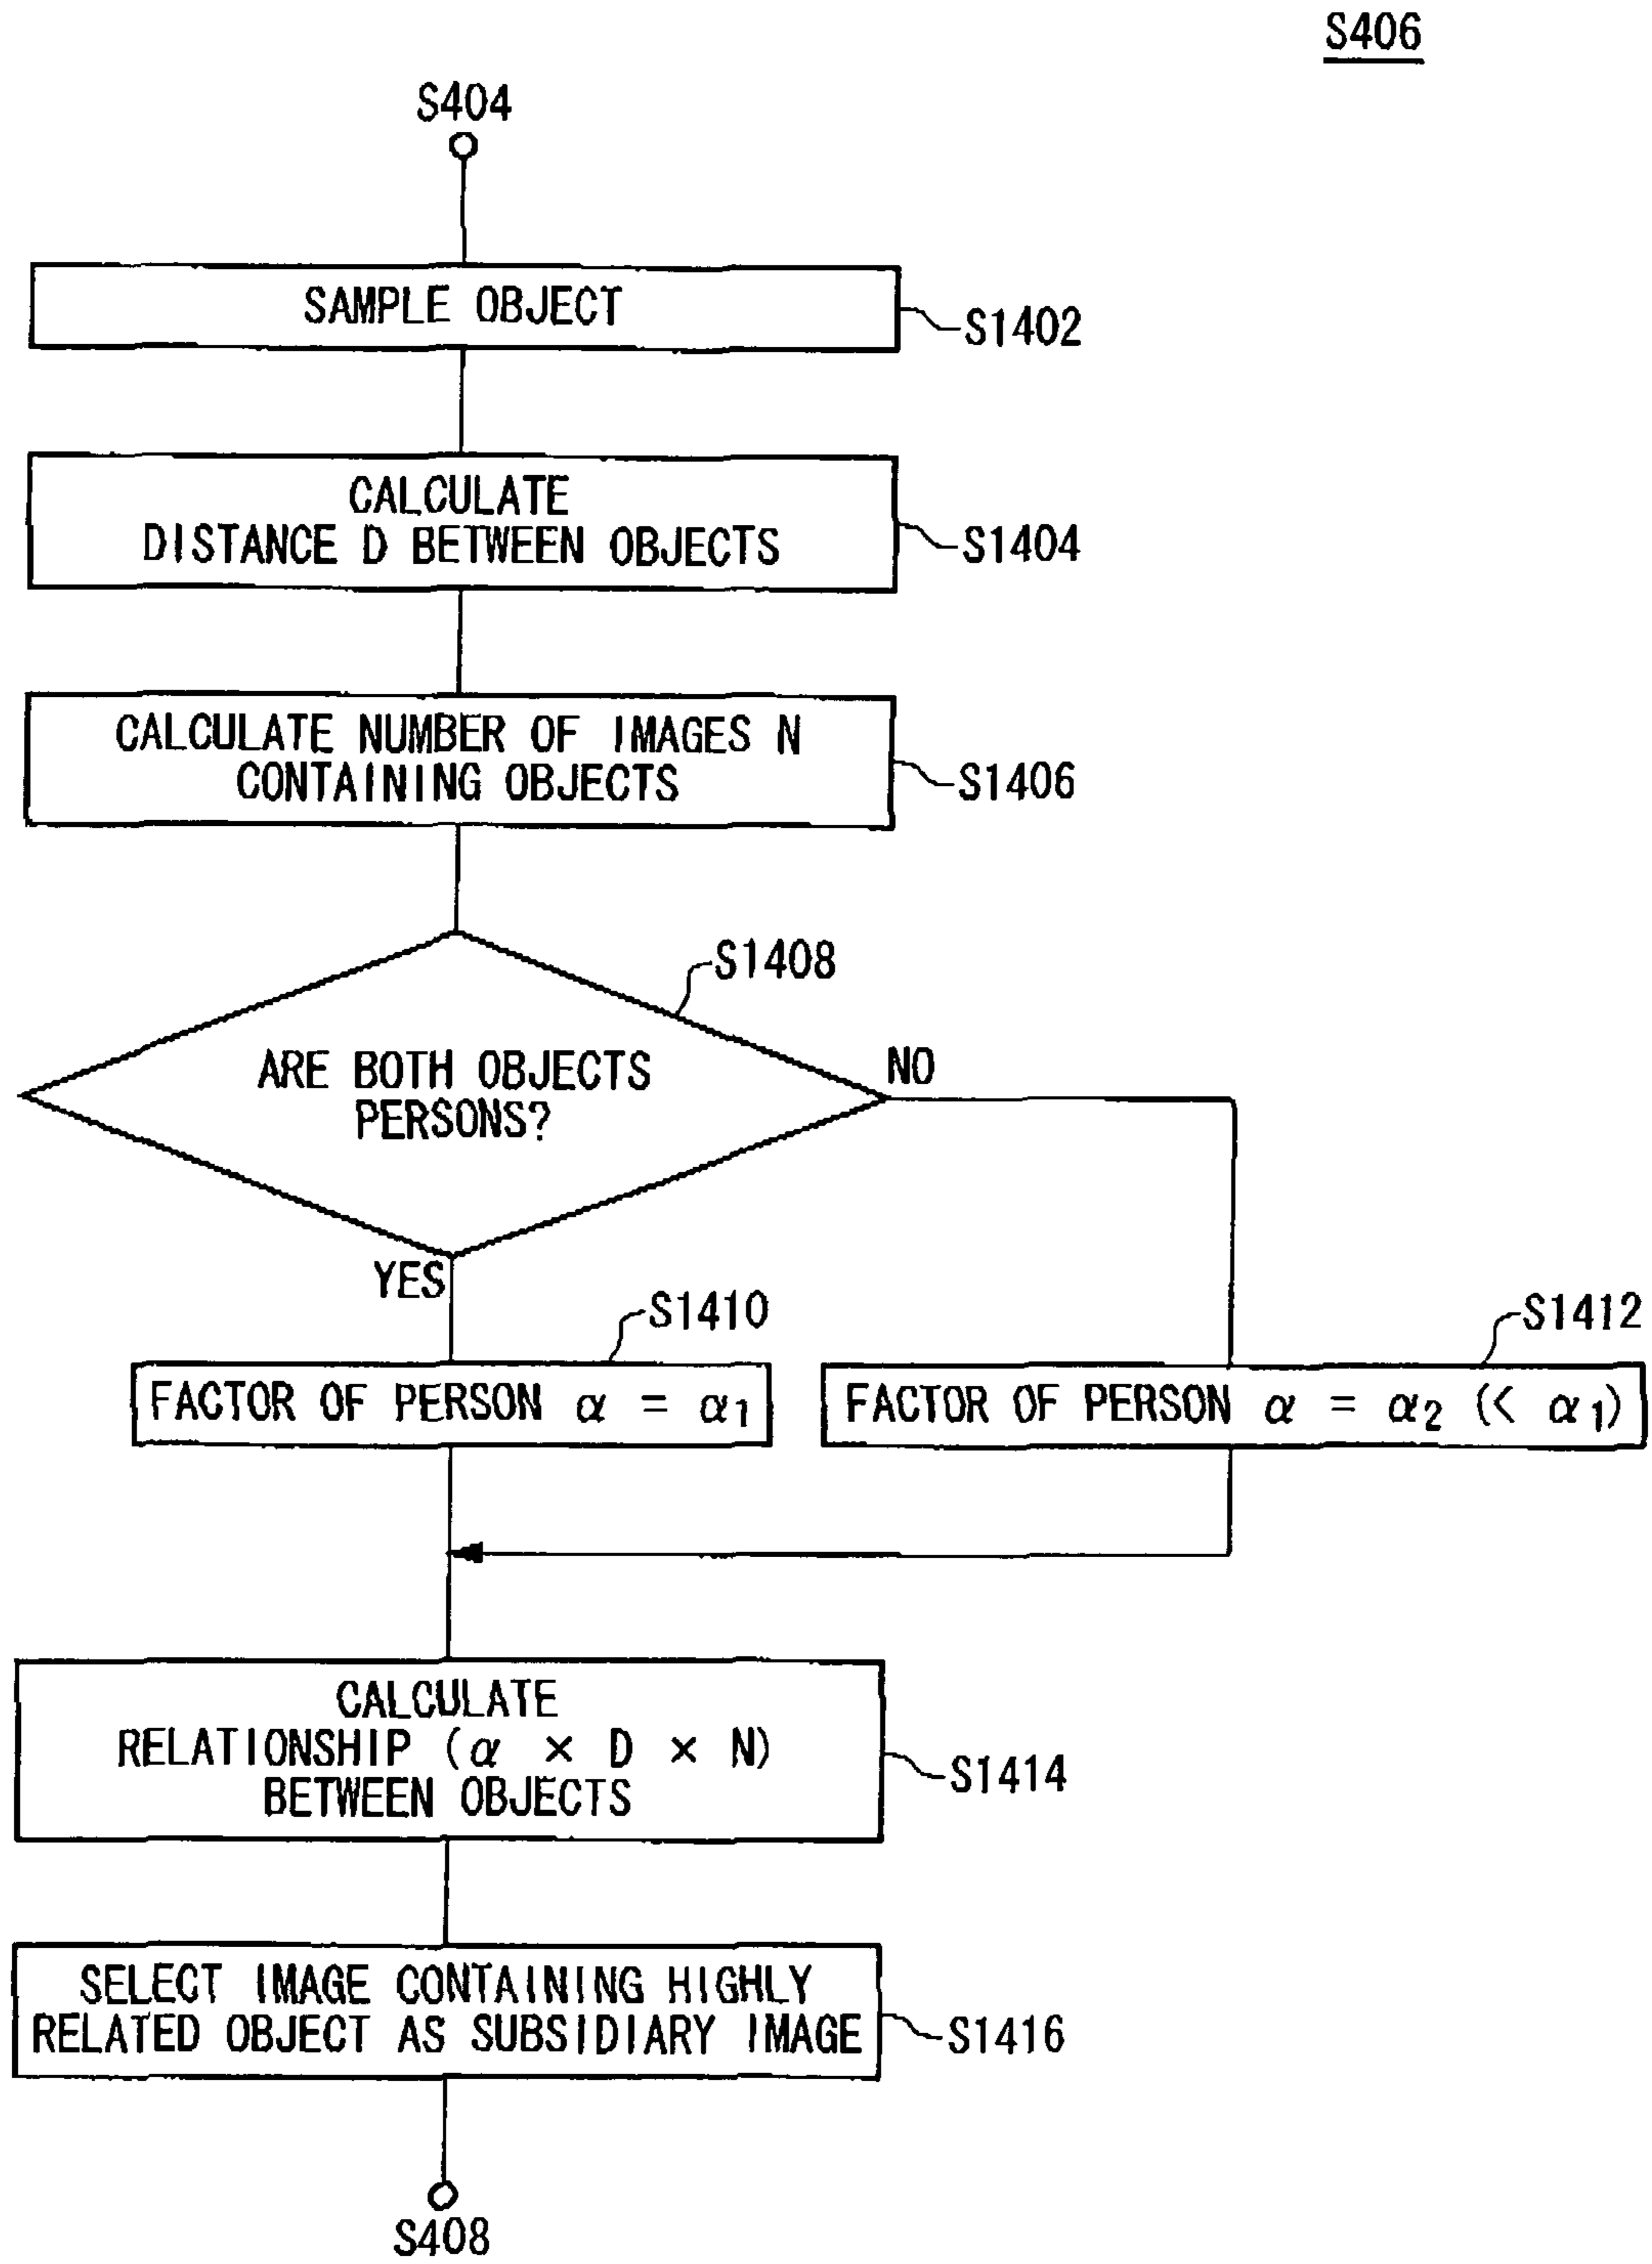 S406
S404
SAMPLE OBJECT
S1402
CALCULATE
DISTANCE D BETWEEN OBJECTS
S1404
CALCULATE NUMBER OF IMAGES N
CONTAINING OBJECTS
S1406
S1408
ARE BOTH OBJECTS
PERSONS?
NO
YES
S1410
S1412
FACTOR OF PERSON α = α1
FACTOR OF PERSON α = α2 (< α1)
CALCULATE
RELATIONSHIP (α × D × N)
BETWEEN OBJECTS
S1414
SELECT IMAGE CONTAINING HIGHLY
RELATED OBJECT AS SUBSIDIARY IMAGE
S1416
S408